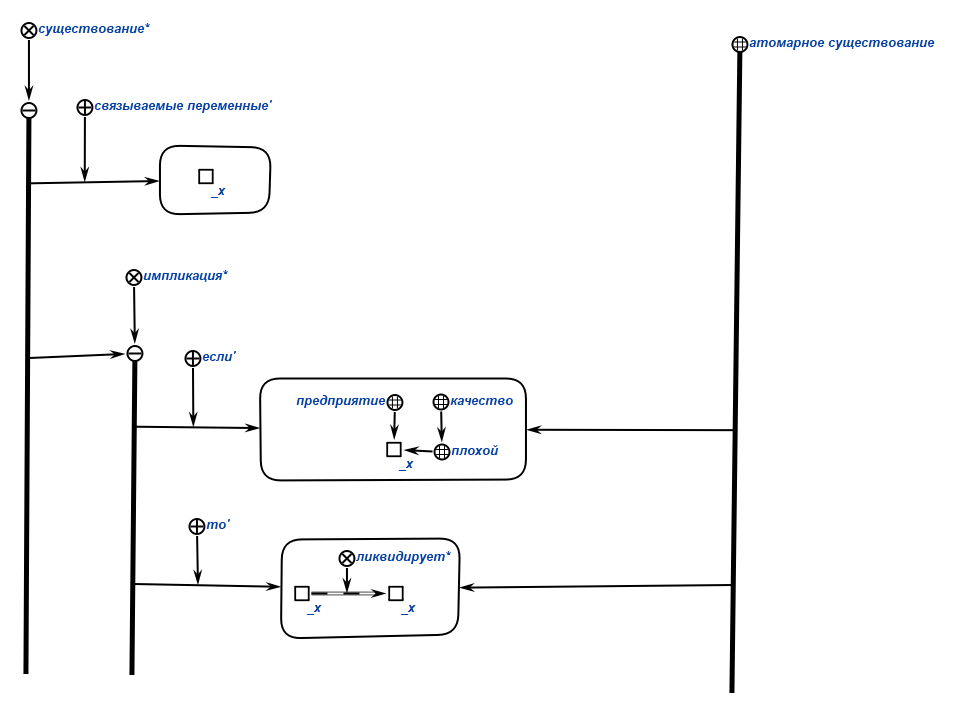 существование*
атомарное существование
связываемые переменные'
_x
импликация*
если'
предприятие
качество
плохой
_x
то'
ликвидирует*
_x
_x